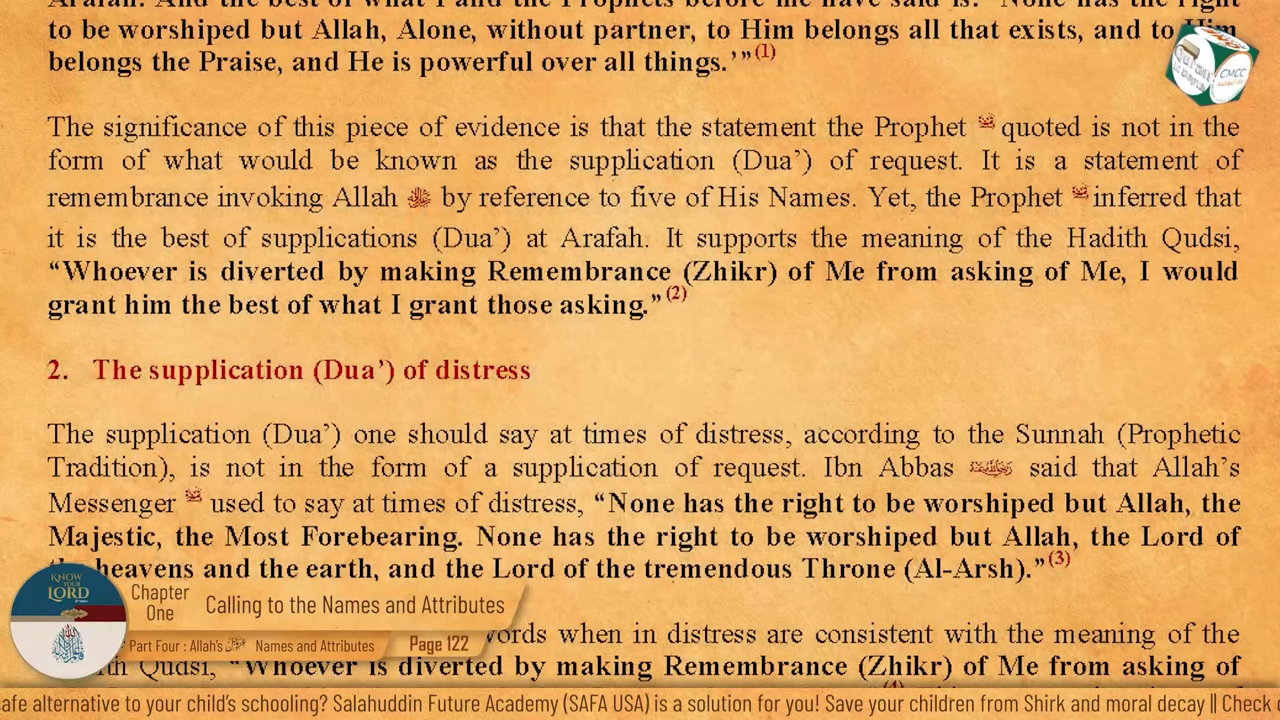 to be worshiped but Allah, Alone, without partner, to Him belongs all that exists, and to Him
belongs the Praise, and He is powerful over all things.’”(1)
The significance of this piece of evidence is that the statement the Prophet ﷺ quoted is not in the
form of what would be known as the supplication (Dua’) of request. It is a statement of
remembrance invoking Allah ﷻ by reference to five of His Names. Yet, the Prophet ﷺ inferred that
it is the best of supplications (Dua’) at Arafah. It supports the meaning of the Hadith Qudsi,
“Whoever is diverted by making Remembrance (Zhikr) of Me from asking of Me, I would
grant him the best of what I grant those asking.”(2)
2. The supplication (Dua’) of distress
The supplication (Dua’) one should say at times of distress, according to the Sunnah (Prophetic
Tradition), is not in the form of a supplication of request. Ibn Abbas said that Allah’s
Messenger ﷺ used to say at times of distress, “None has the right to be worshiped but Allah, the
Majestic, the Most Forebearing. None has the right to be worshiped but Allah, the Lord of
heavens and the earth, and the Lord of the tremendous Throne (Al-Arsh).”(3)
words when in distress are consistent with the meaning of the
Qudsi, “Whoever is diverted by making Remembrance (Zhikr) of Me from asking of
KNOW
YOUR
LORD
Chapter
One
Calling to the Names and Attributes
Part Four : Allah’s ﷻ Names and Attributes
Page 122
CMCC
afe alternative to your child’s schooling? Salahuddin Future Academy (SAFA USA) is a solution for you! Save your children from Shirk and moral decay || Check